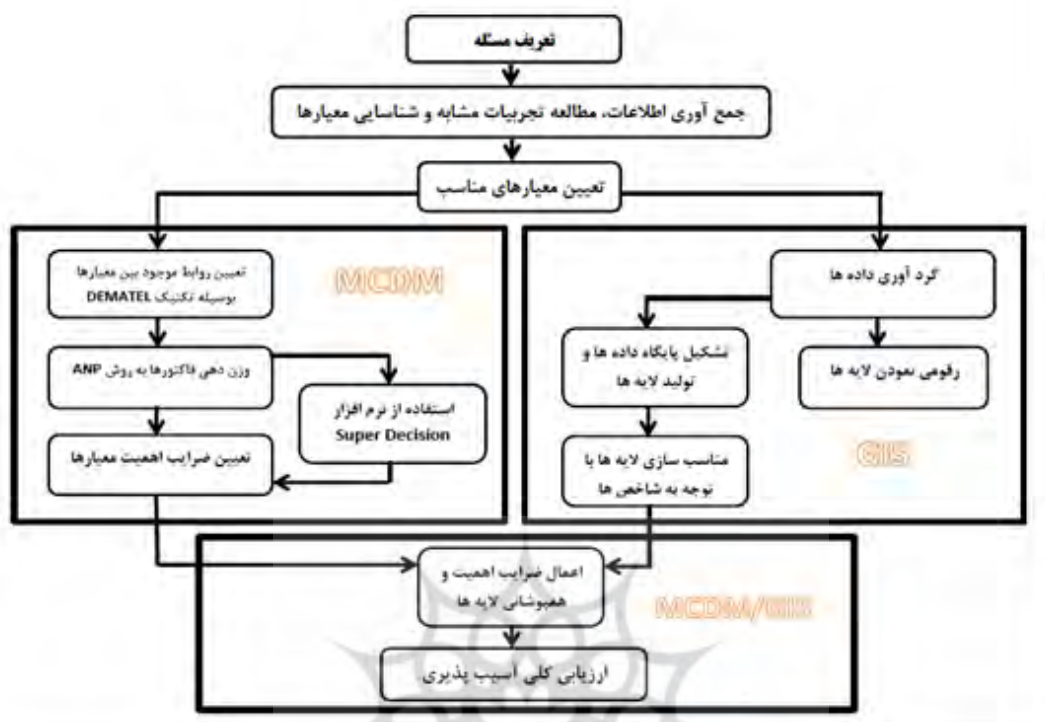 تعریف مسئله
جمع آوری اطلاعات، مطالعه تجربیات مشابه و شناسایی معیارها
تعیین معیارهای مناسب
MCDM
تعیین روابط موجود بین معیارها
بوسیله تکنیک DEMATEL
وزن دهی فاکتورها به روش ANP
استفاده از نرم افزار
Super Decision
تعیین ضرایب اهمیت معیارها
گرد آوری داده ها
تشکیل پایگاه داده ها و
تولید لایه ها
رقومی نمودن لایه ها
GIS
مناسب سازی لایه ها با
توجه به شاخص ها
اعمال ضرایب اهمیت و
همپوشانی لایه ها
MCDM/GIS
ارزیابی کلی آسیب پذیری